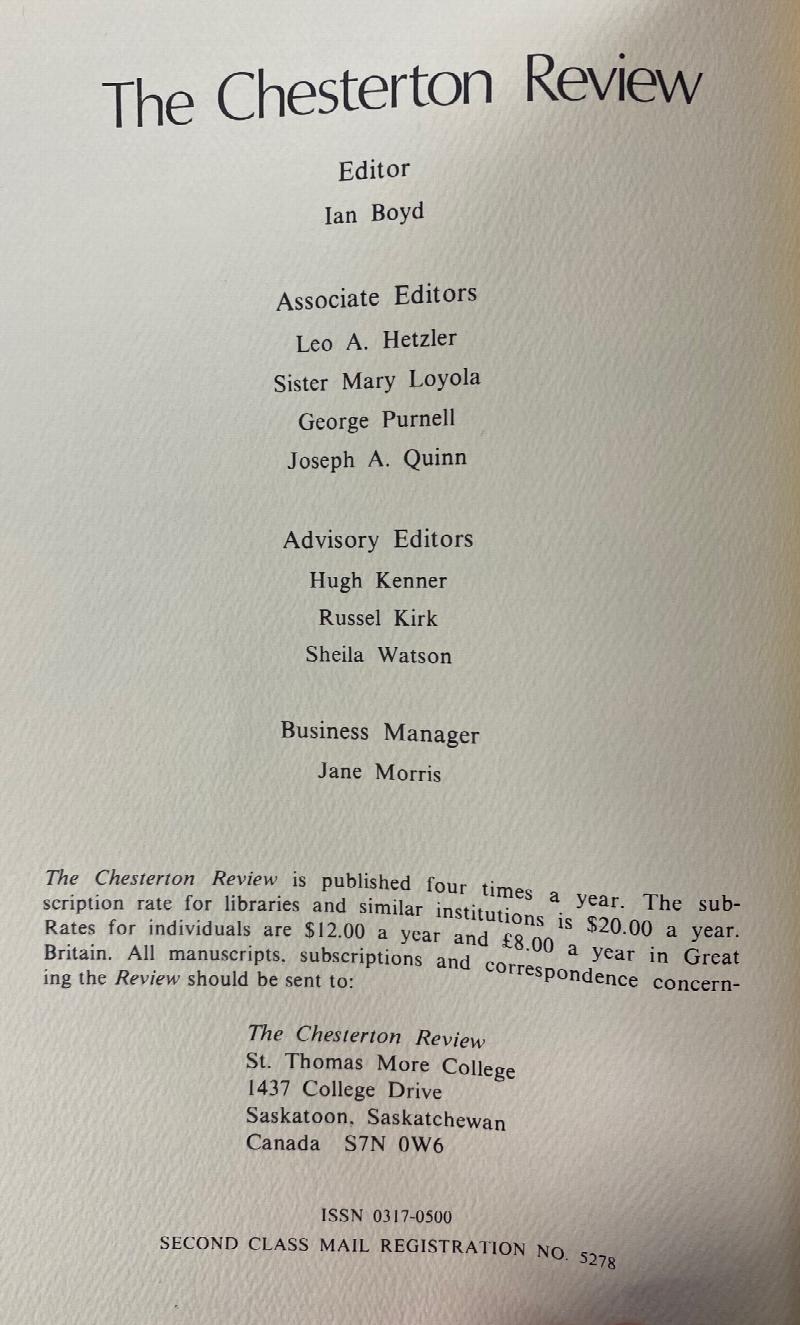 The Chesterton Review
Editor
Ian Boyd
Associate Editors
Leo A. Hetzler
Sister Mary Loyola
George Purnell
Joseph A. Quinn
Advisory Editors
Hugh Kenner
Russel Kirk
Sheila Watson
Business Manager
Jane Morris
The Chesterton Review is published four times a year. The sub-
scription rate for libraries and similar institutions is $20.00 a year.
Rates for individuals are $12.00 a year and £8.00 a year in Great
Britain. All manuscripts, subscriptions and correspondence concern-
ing the Review should be sent to:
The Chesterton Review
St. Thomas More College
1437 College Drive
Saskatoon, Saskatchewan
Canada S7N 0W6
ISSN 0317-0500
SECOND CLASS MAIL REGISTRATION NO. 5278